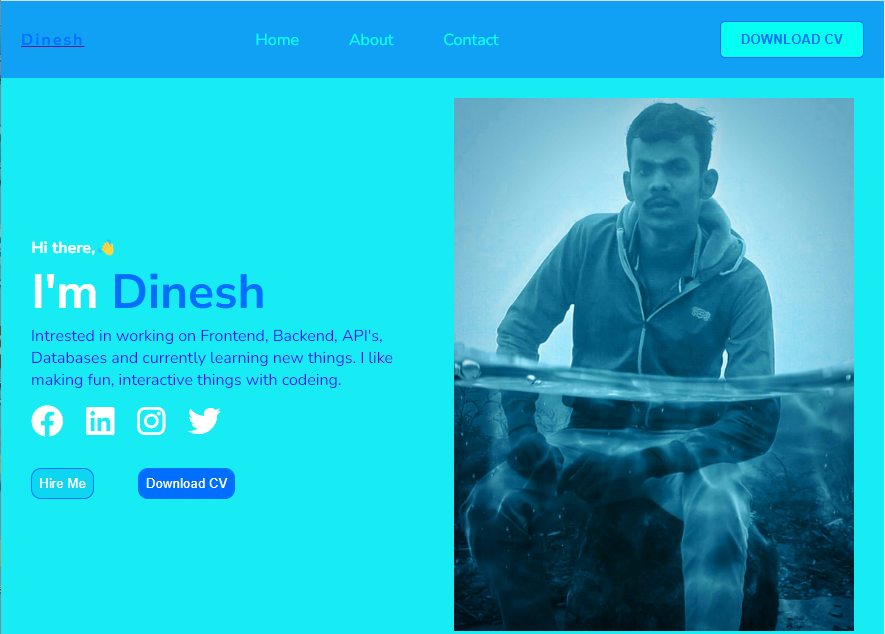 Dinesh
Home
About
Contact
DOWNLOAD CV
Hi there, 👋
I'm Dinesh
Intrested in working on Frontend, Backend, API's,
Databases and currently learning new things. I like
making fun, interactive things with codeing.
Hire Me
Download CV